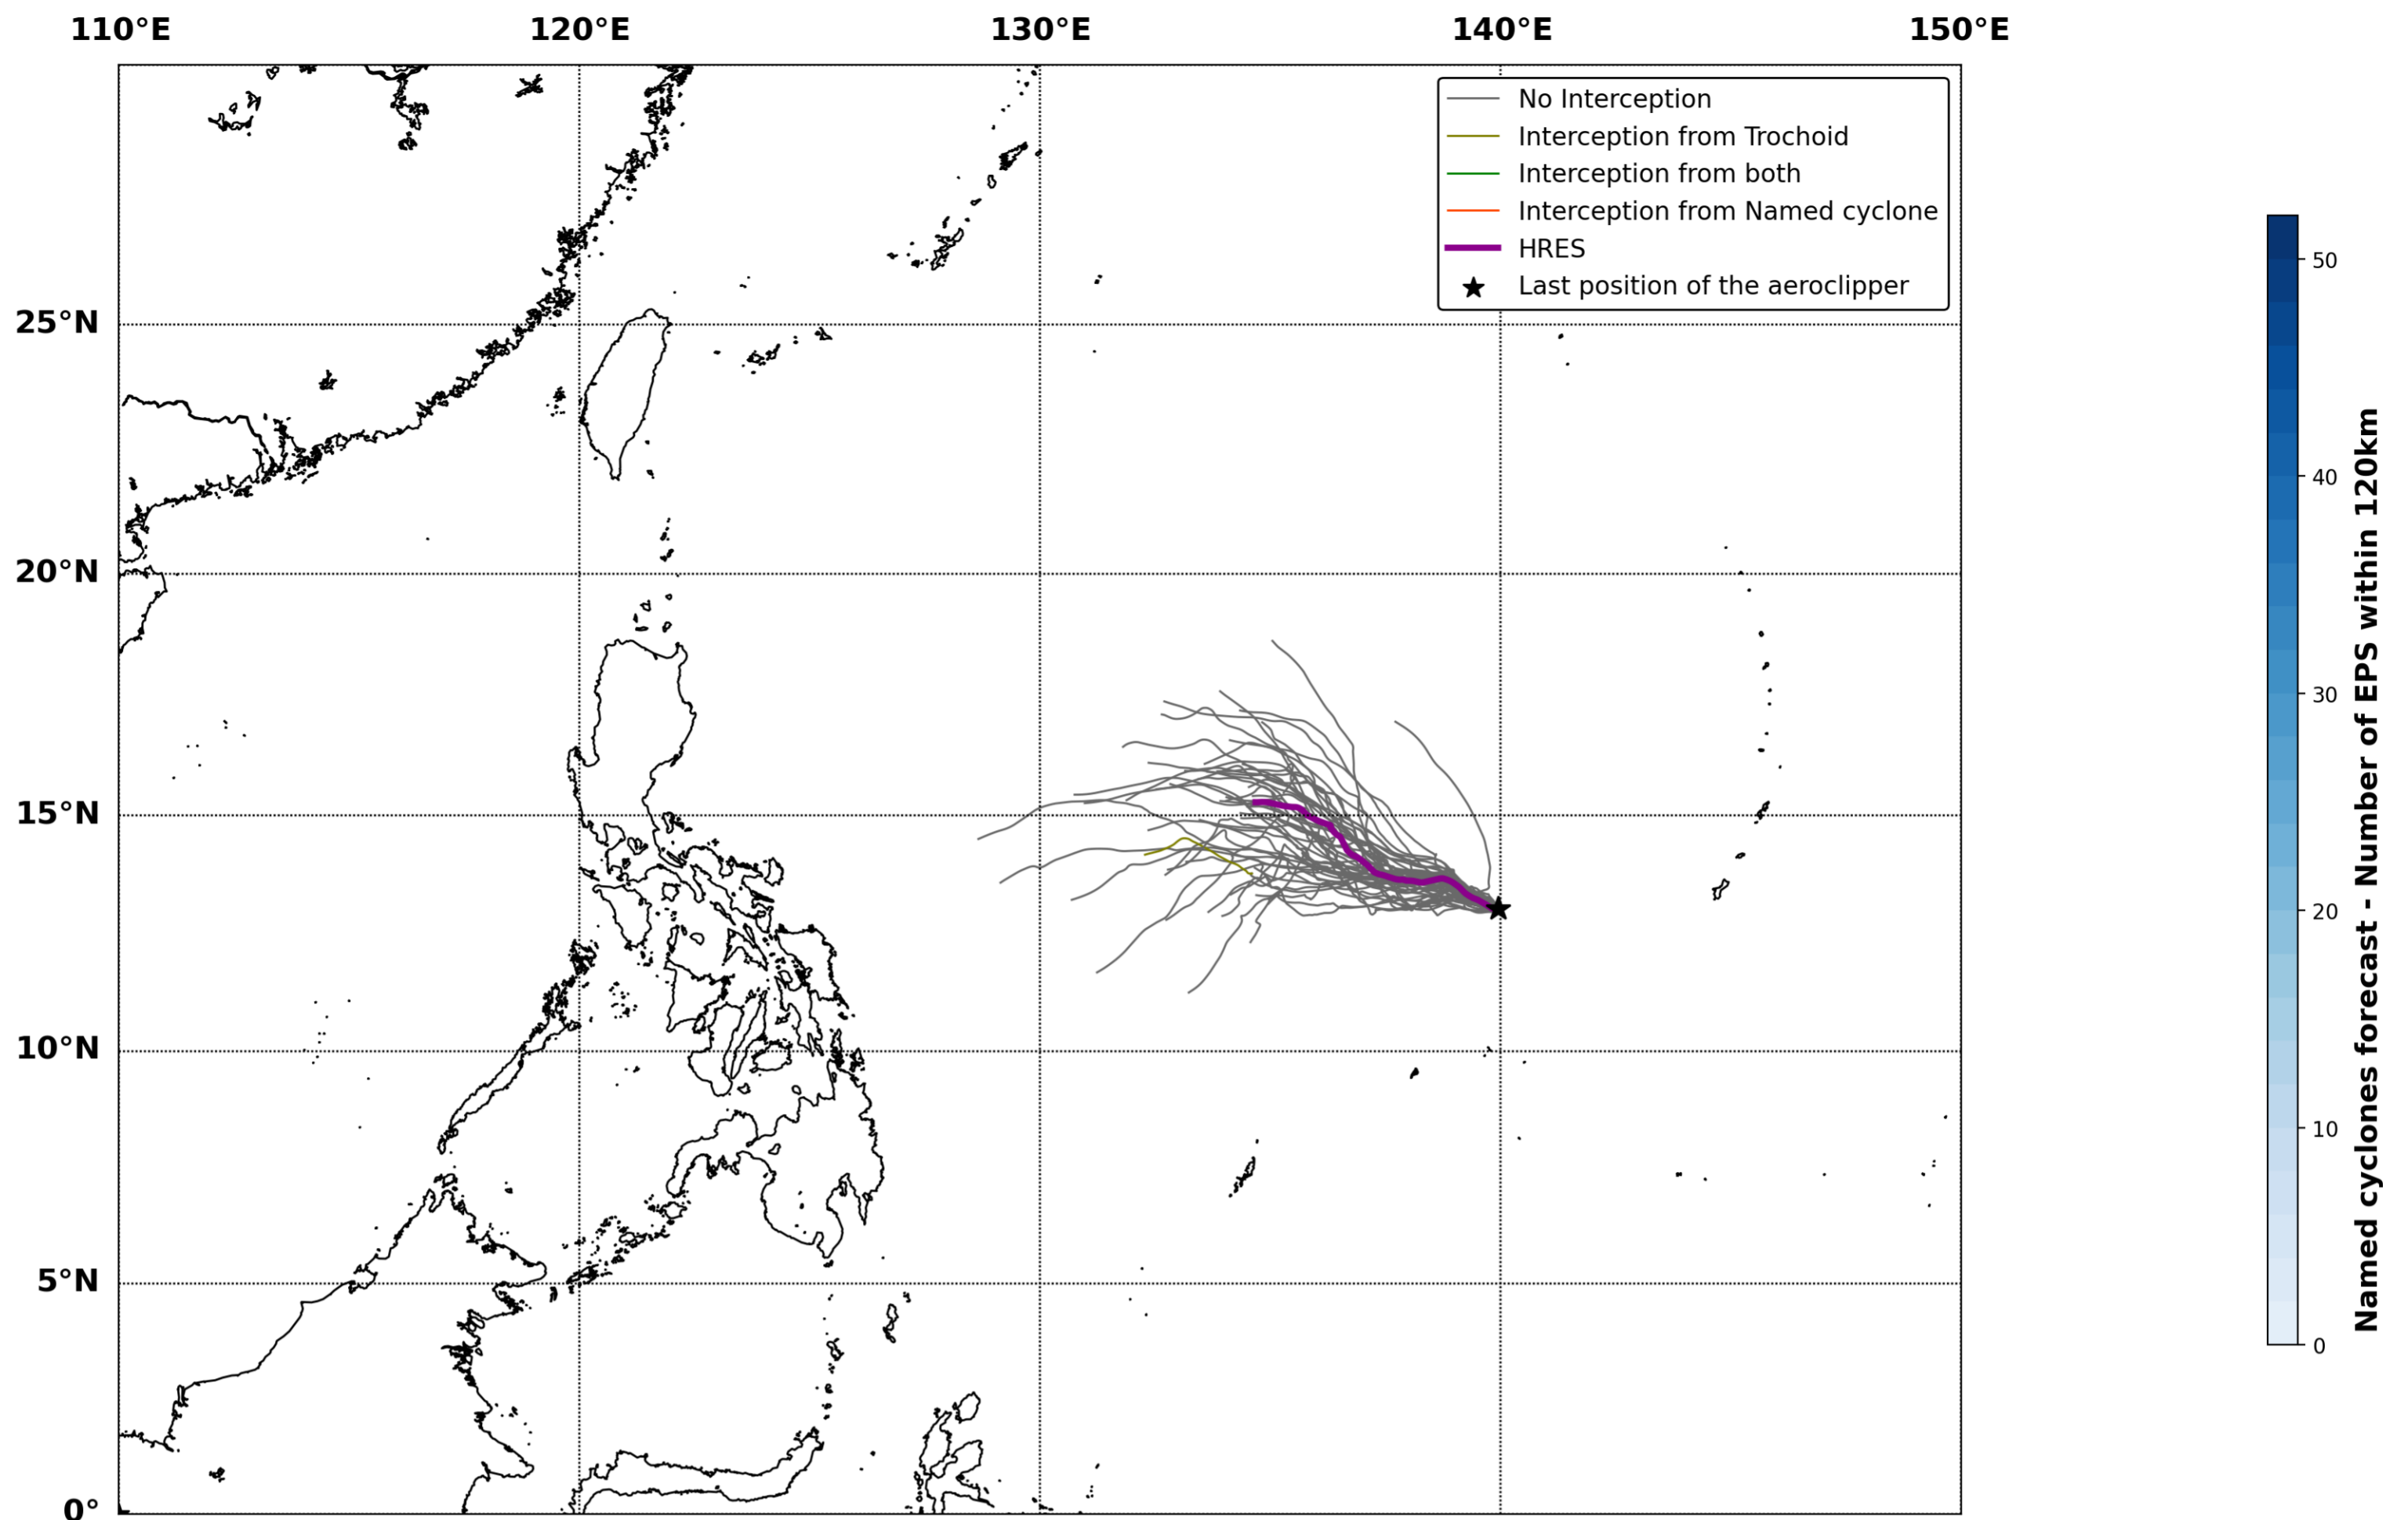 110°E 120°E 130°E 140°E 150°E
No Interception
Interception from Trochoid
Interception from both
Interception from Named cyclone
HRES
Last position of the aeroclipper
25°N
20°N
15°N
10°N
5°N
0°
50
40
30
20
10
0
Named cyclones forecast - Number of EPS within 120km